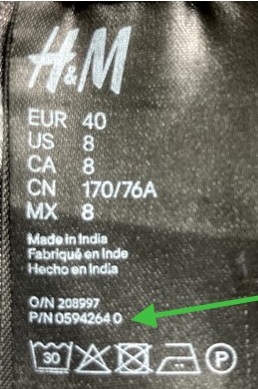 H&M
EUR 40
US 8
CA 8
CN 170/76A
MX 8
Made in India
Fabriqué en Inde
Hecho en India
O/N 208997
P/N 0594264 0
30 P